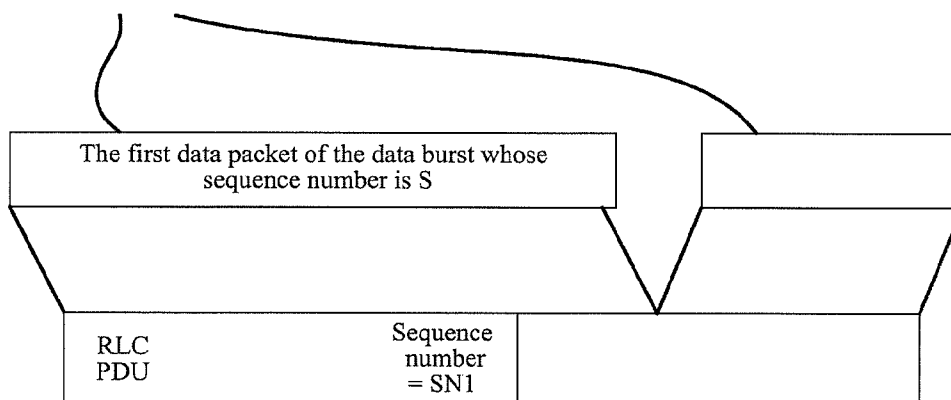 The first data packet of the data burst whose
sequence number is S
RLC
PDU
Sequence
number
= SN1